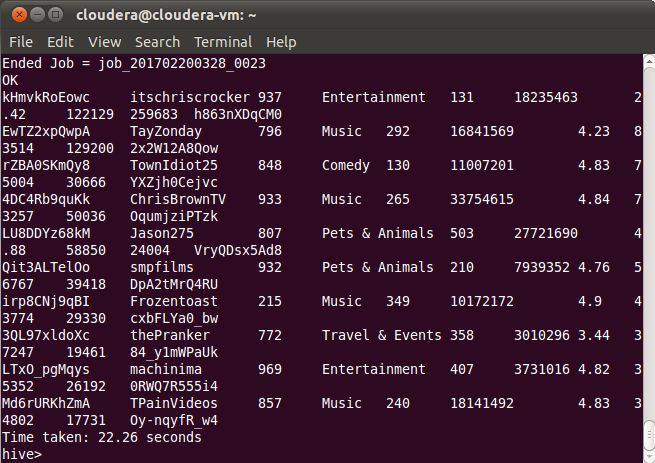 cloudera@cloudera-vm: ~
File Edit View Search Terminal Help
Ended Job = job_201702200328_0023
OK
kHmvkRoEowc itschriscrocker 937 Entertainment 131 18235463 2
.42 122129 259683 h863nXDqCM0
EwTZ2xpQwpA TayZonday 796 Music 292 16841569 4.23 8
3514 129200 2x2W12A8Qow
rZBA0SKmQy8 TownIdiot25 848 Comedy 130 11007201 4.83 7
5004 30666 YXZjh0Cejvc
4DC4Rb9quKk ChrisBrownTV 933 Music 265 33754615 4.84 7
3257 50036 OqumjziPTzk
LU8DDYz68kM Jason275 807 Pets & Animals 503 27721690 4
.88 58850 24004 VryQDsx5Ad8
Qit3ALTelOo smpfilms 932 Pets & Animals 210 7939352 4.76 5
6767 39418 DpA2tMrQ4RU
irp8CNj9qBI Frozentoast 215 Music 349 10172172 4.9 4
3774 29330 cxbFLYa0_bw
3QL97xldoXc thePranker 772 Travel & Events 358 3010296 3.44 3
7247 19461 84_y1mWPaUk
LTxO_pgMqys machinima 969 Entertainment 407 3731016 4.82 3
5352 26192 0RWQ7R555i4
Md6rURKhZmA TPainVideos 857 Music 240 18141492 4.83 3
4802 17731 Oy-nqyfR_w4
Time taken: 22.26 seconds
hive>